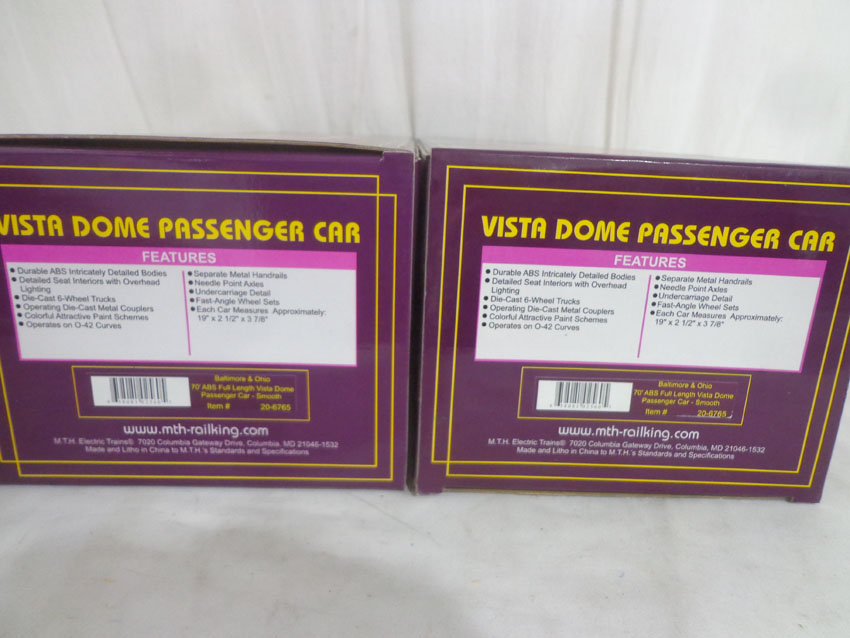 VISTA DOME PASSENGER CAR
FEATURES
• Durable ABS Intricately Detailed Bodies
• Detailed Seat Interiors with Overhead
Lighting
• Die-Cast 6-Wheel Trucks
• Operating Die-Cast Metal Couplers
• Colorful Attractive Paint Schemes
• Operates on O-42 Curves
• Separate Metal Handrails
• Needle Point Axles
• Undercarriage Detail
• Fast-Angle Wheel Sets
• Each Car Measures Approximately:
19" x 2 1/2" x 3 7/8"
Baltimore & Ohio
70' ABS Full Length Vista Dome
Passenger Car - Smooth
Item # 20-6765
www.mth-railking.com
M.T.H. Electric Trains® 7020 Columbia Gateway Drive, Columbia, MD 21046-1532
Made and Litho in China to M.T.H.'s Standards and Specifications
VISTA DOME PASSENGER CAR
FEATURES
• Durable ABS Intricately Detailed Bodies
• Detailed Seat Interiors with Overhead
Lighting
• Die-Cast 6-Wheel Trucks
• Operating Die-Cast Metal Couplers
• Colorful Attractive Paint Schemes
• Operates on O-42 Curves
• Separate Metal Handrails
• Needle Point Axles
• Undercarriage Detail
• Fast-Angle Wheel Sets
• Each Car Measures Approximately:
19" x 2 1/2" x 3 7/8"
Baltimore & Ohio
70' ABS Full Length Vista Dome
Passenger Car - Smooth
Item # 20-6765
www.mth-railking.com
M.T.H. Electric Trains® 7020 Columbia Gateway Drive, Columbia, MD 21046-1532
Made and Litho in China to M.T.H.'s Standards and Specifications